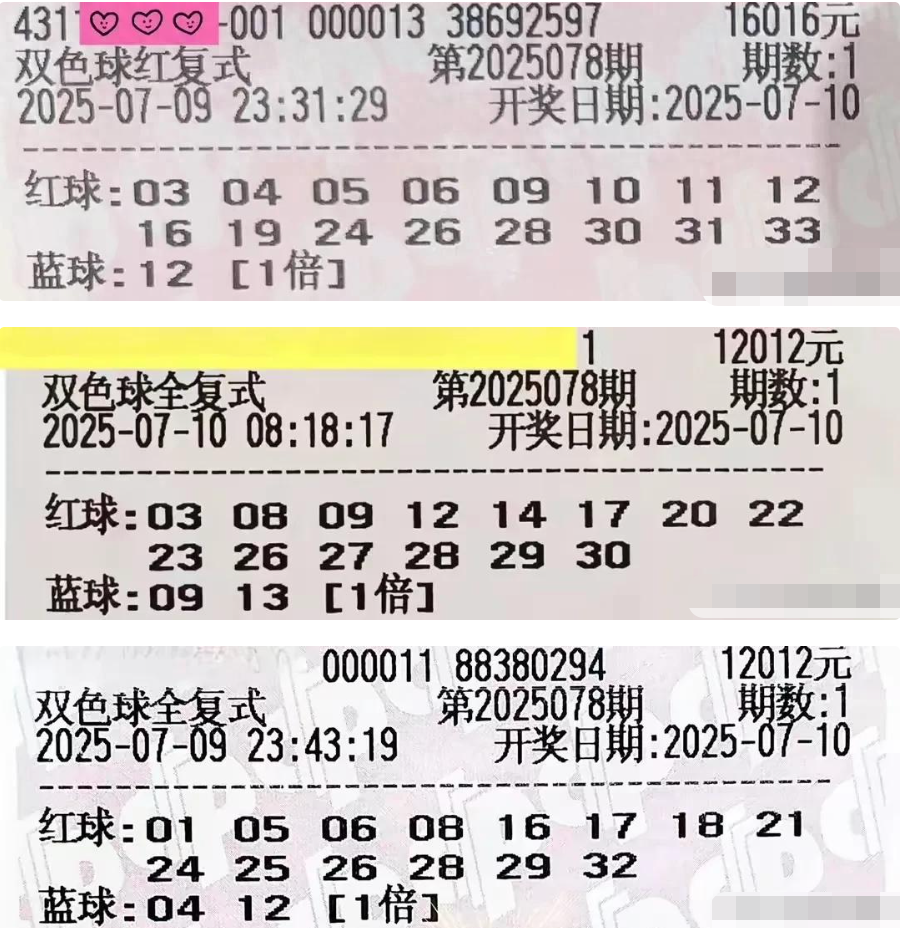 4311 -001 000013 38692597 16016元
双色球红复式 第2025078期 期数:1
2025-07-09 23:31:29 开奖日期:2025-07-10
红球:03 04 05 06 09 10 11 12
16 19 24 26 28 30 31 33
蓝球:12 [1倍]
1 12012元
双色球全复式 第2025078期 期数:1
2025-07-10 08:18:17 开奖日期:2025-07-10
红球:03 08 09 12 14 17 20 22
23 26 27 28 29 30
蓝球:09 13 [1倍]
000011 88380294 12012元
双色球全复式 第2025078期 期数:1
2025-07-09 23:43:19 开奖日期:2025-07-10
红球:01 05 06 08 16 17 18 21
24 25 26 28 29 32
蓝球:04 12 [1倍]